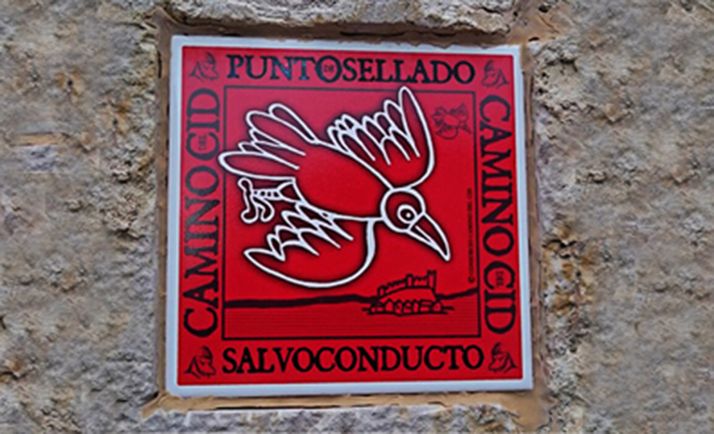 PUNTO DE SELLADO
CAMINO DEL CID
CAMINO DEL CID
SALVOCONDUCTO